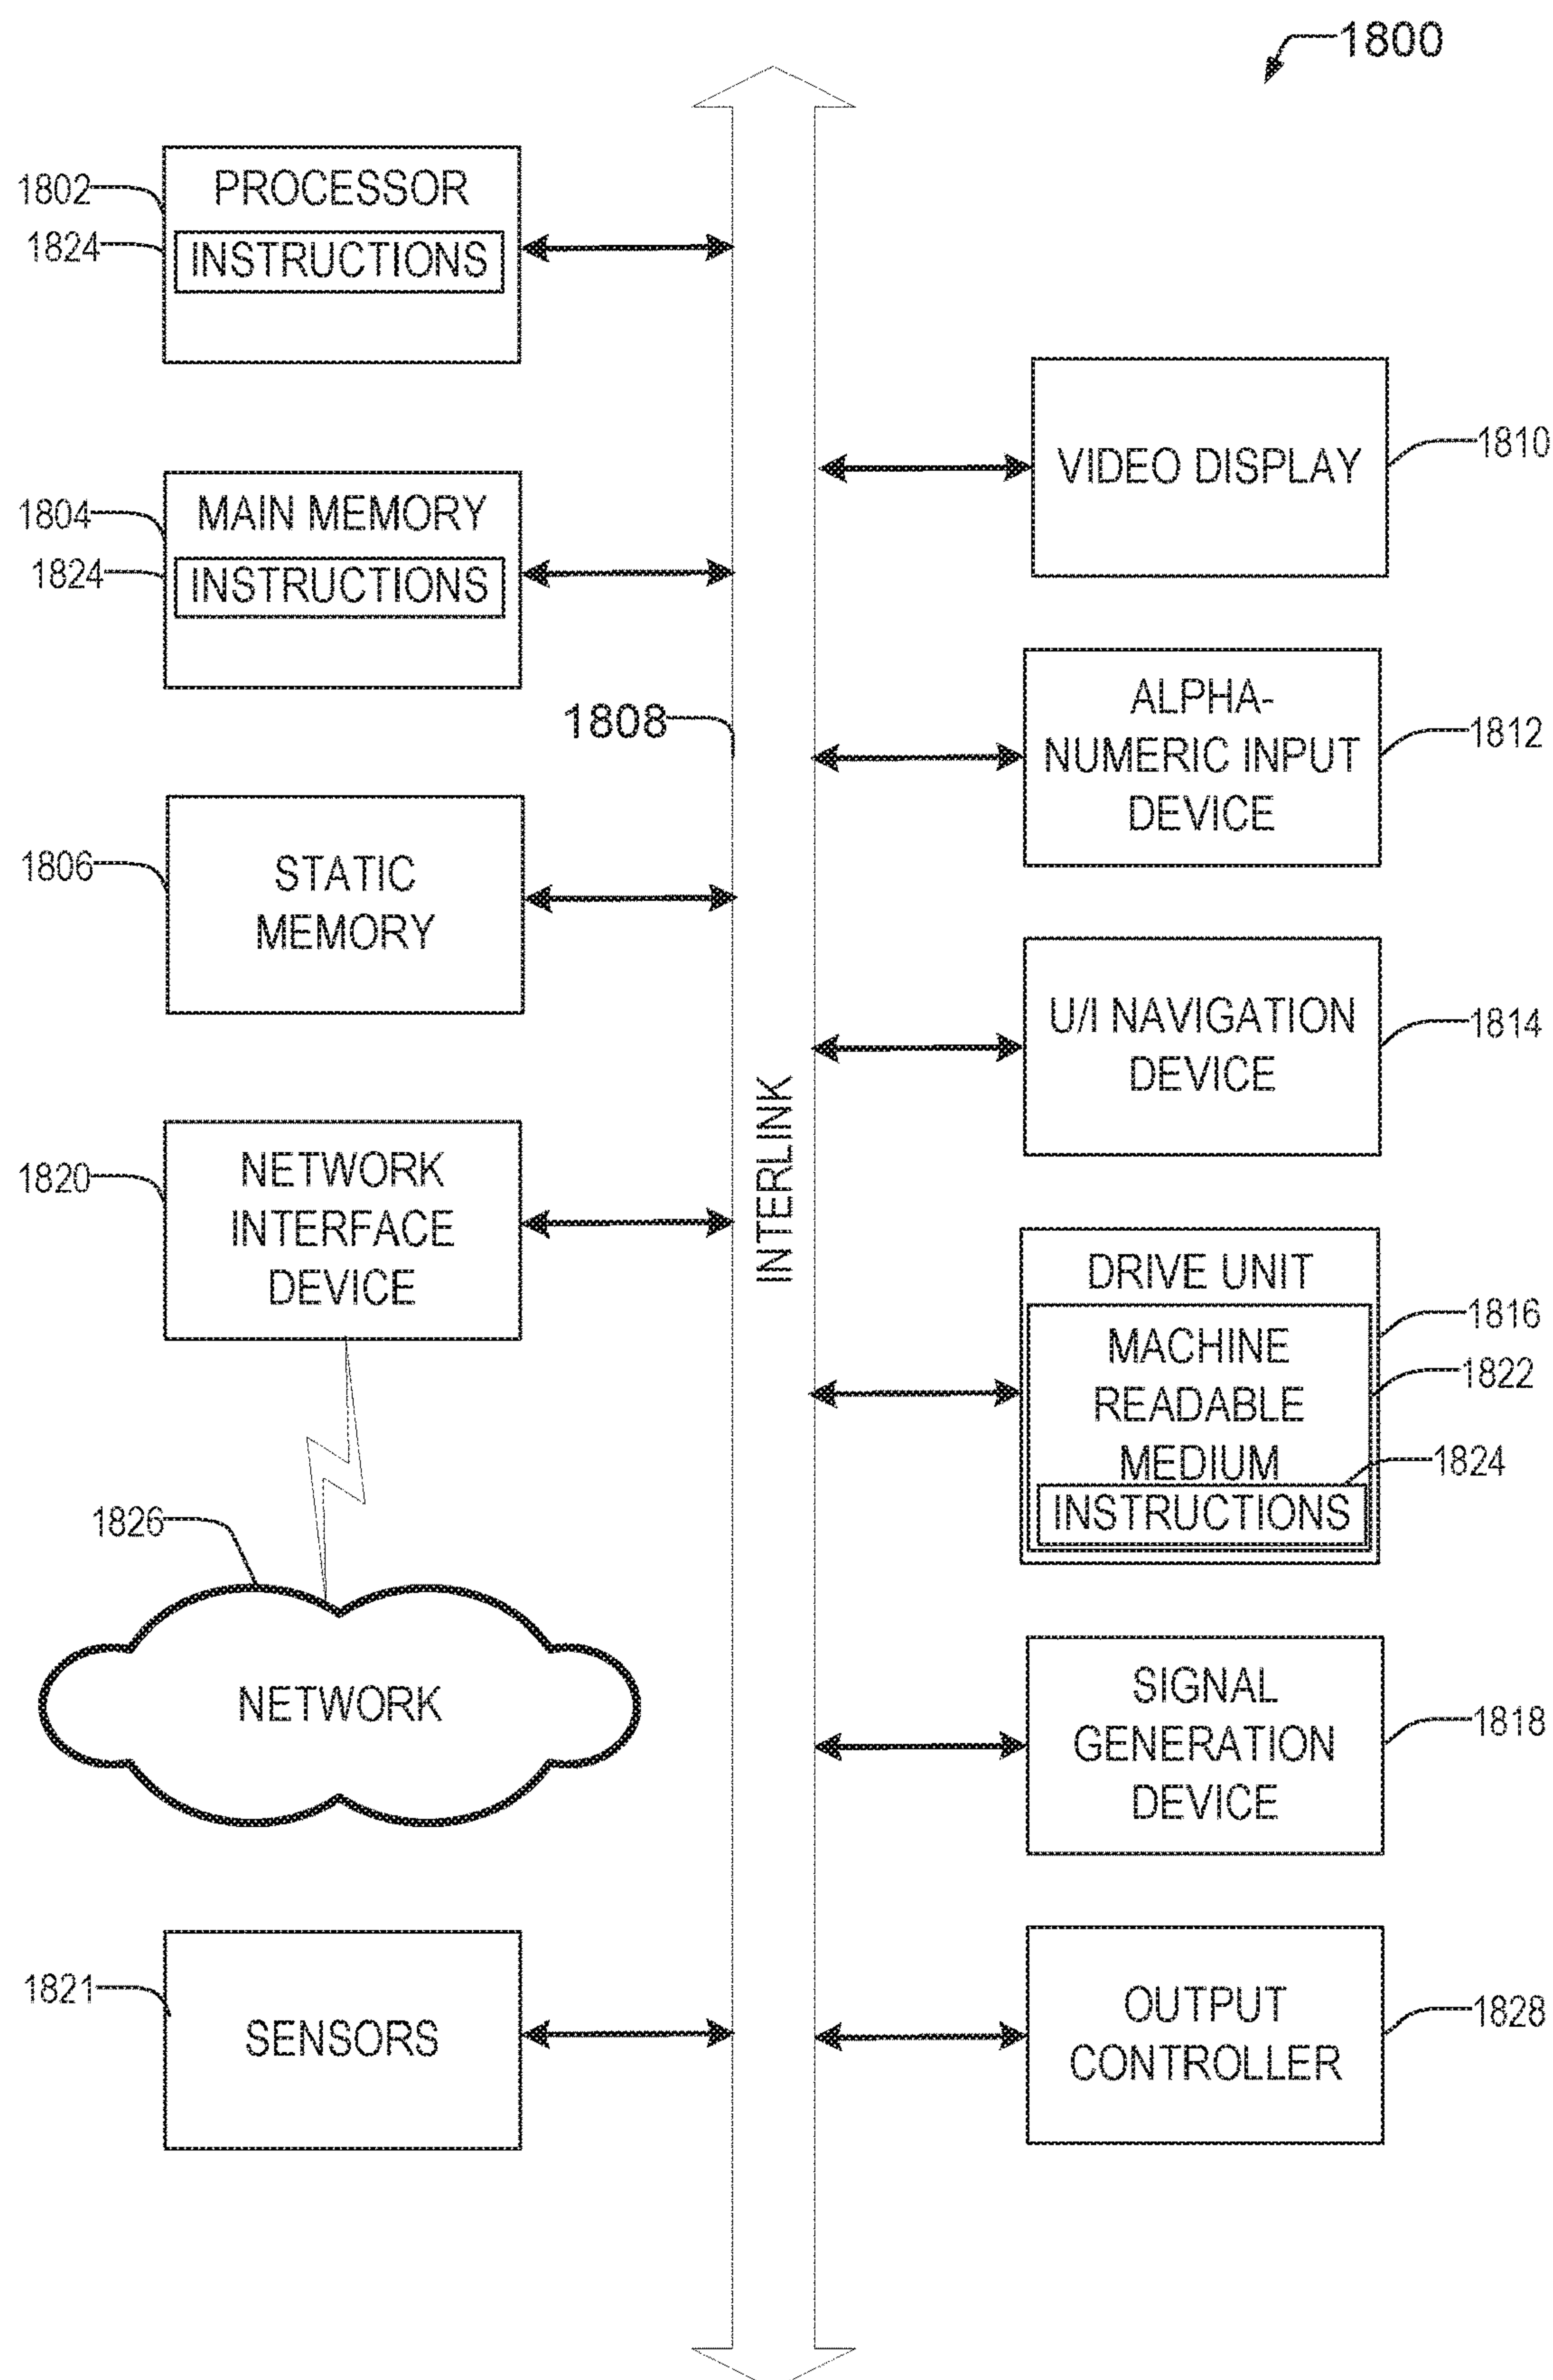 1800
1802
PROCESSOR
1824
INSTRUCTIONS
1804
MAIN MEMORY
1824
INSTRUCTIONS
1808
1806
STATIC
MEMORY
1820
NETWORK
INTERFACE
DEVICE
1826
NETWORK
1821
SENSORS
INTERLINK
VIDEO DISPLAY
1810
ALPHA-
NUMERIC INPUT
DEVICE
1812
U/I NAVIGATION
DEVICE
1814
DRIVE UNIT
1816
MACHINE
READABLE
MEDIUM
1822
1824
INSTRUCTIONS
SIGNAL
GENERATION
DEVICE
1818
OUTPUT
CONTROLLER
1828